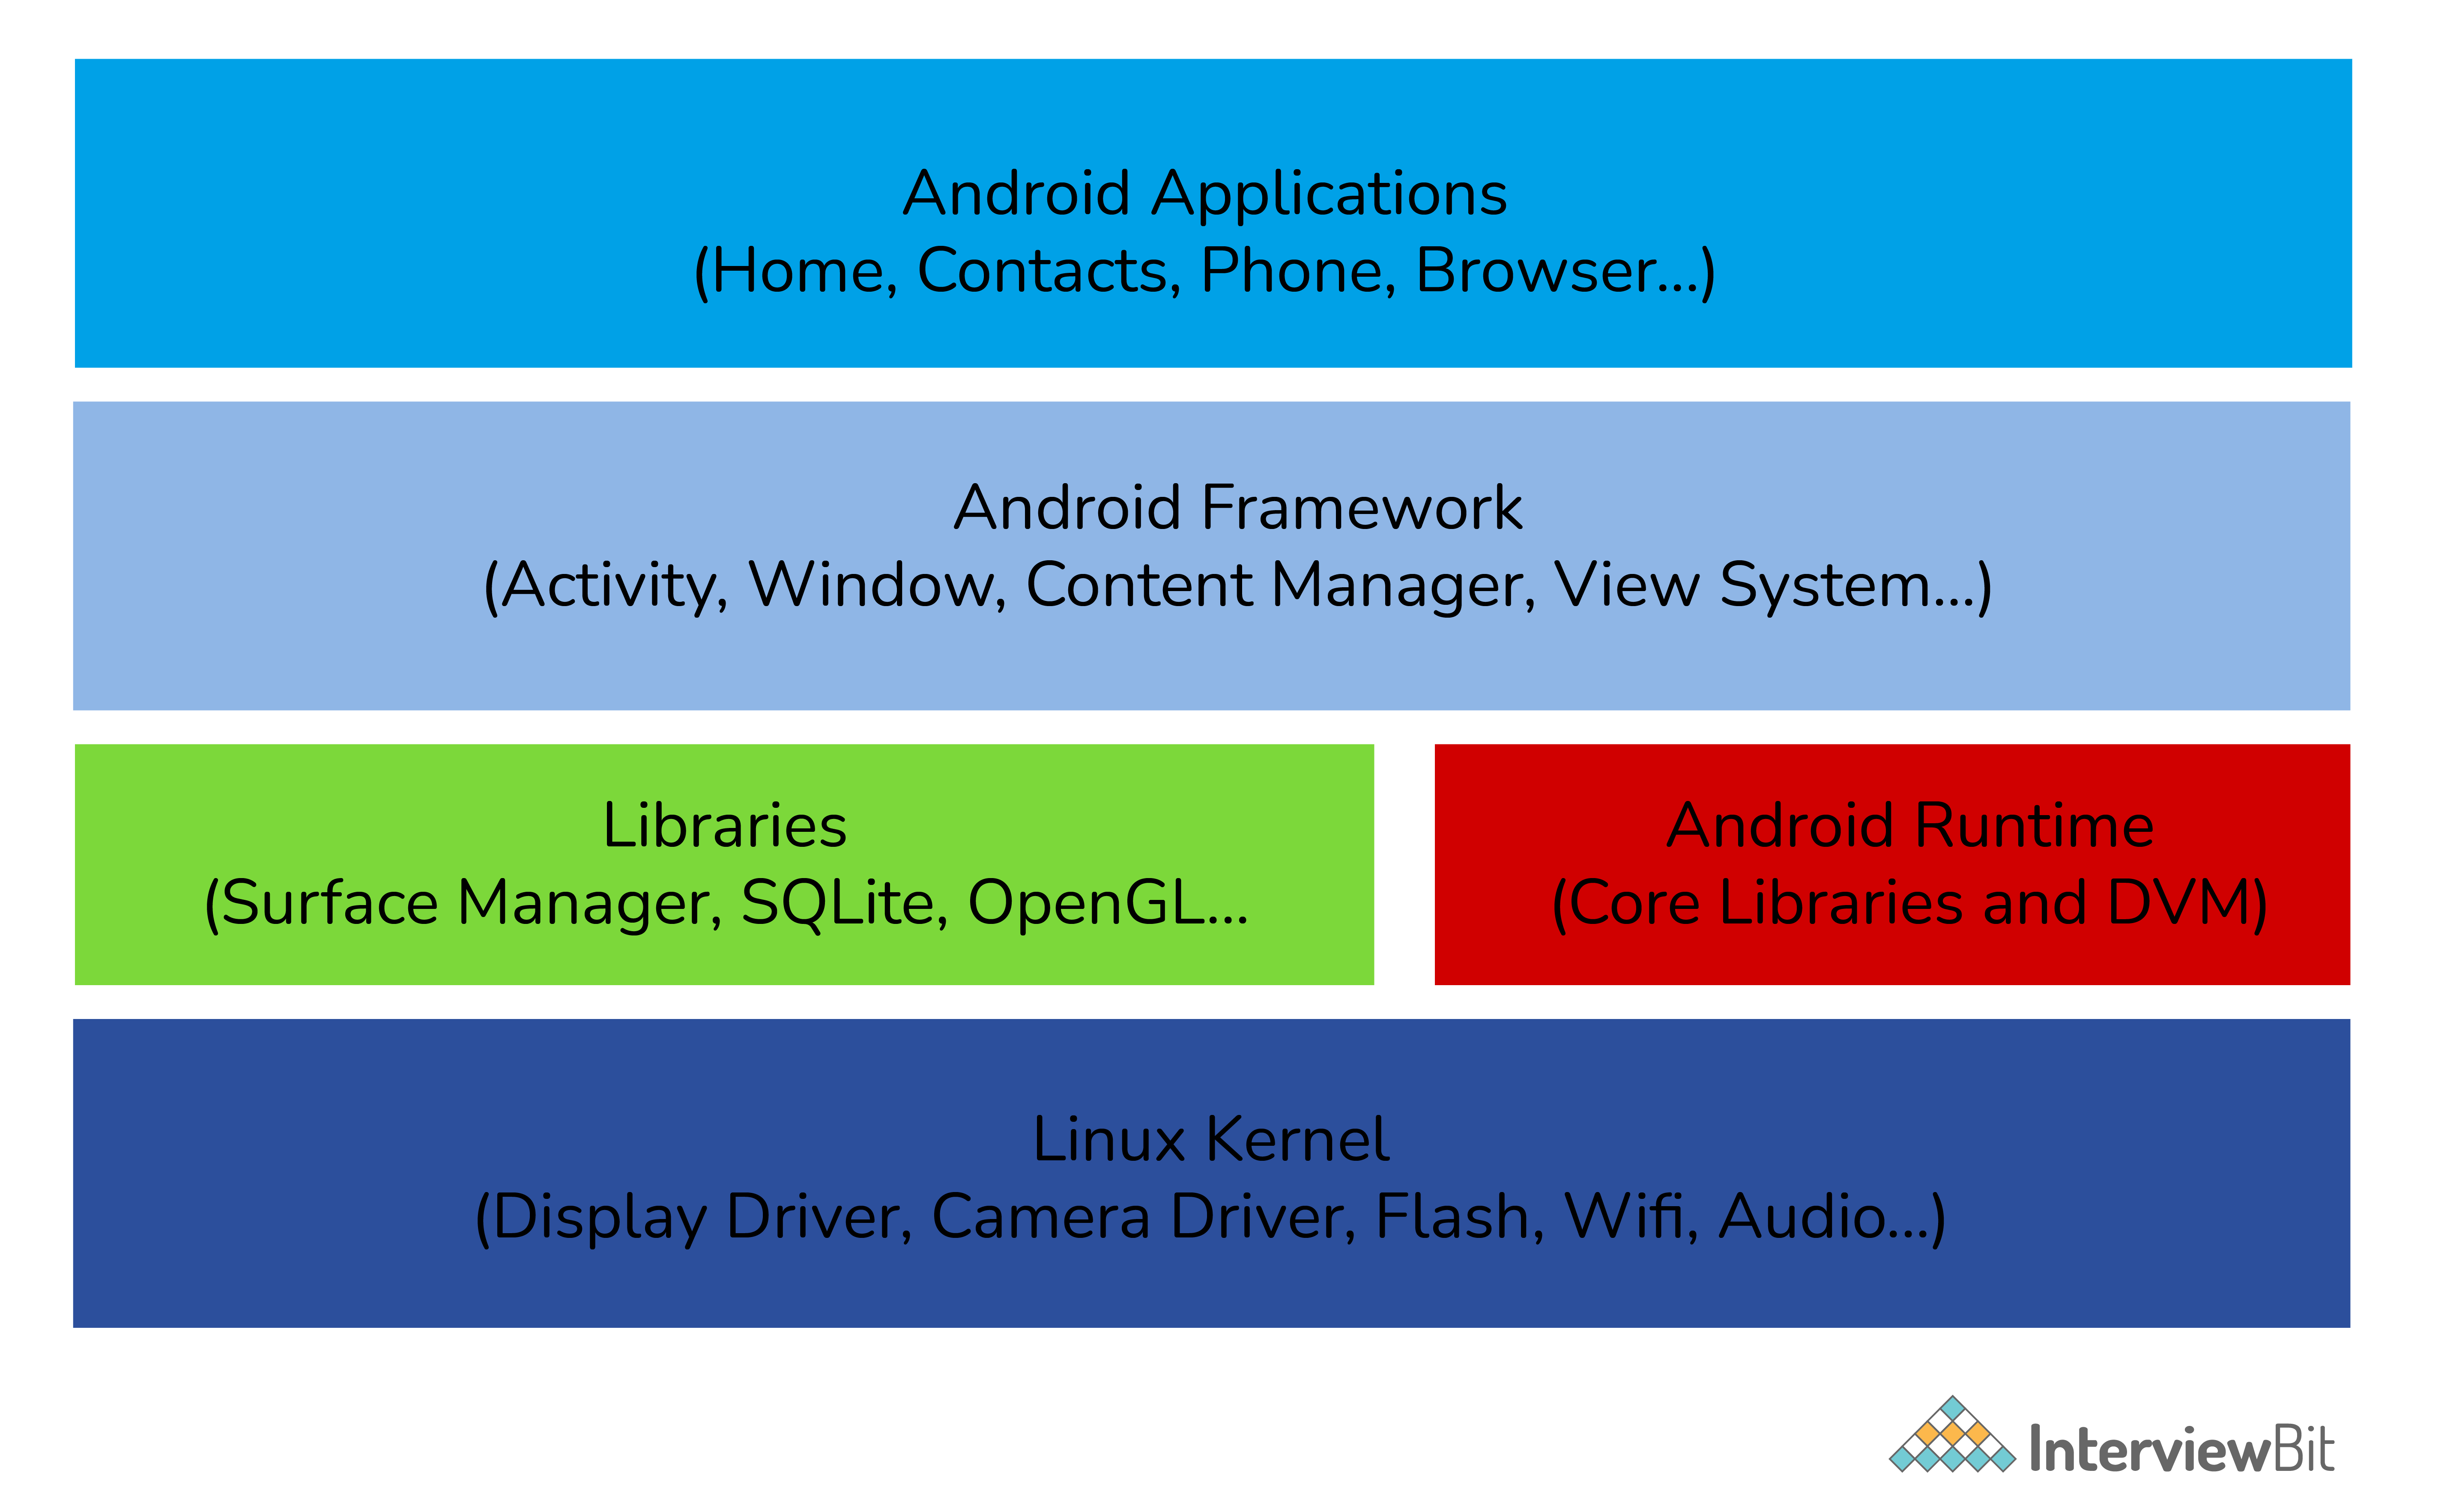 Android Applications
(Home, Contacts, Phone, Browser...)
Android Framework
(Activity, Window, Content Manager, View System...)
Libraries
(Surface Manager, SQLite, OpenGL...
Android Runtime
(Core Libraries and DVM)
Linux Kernel
(Display Driver, Camera Driver, Flash, Wifi, Audio...)
InterviewBit